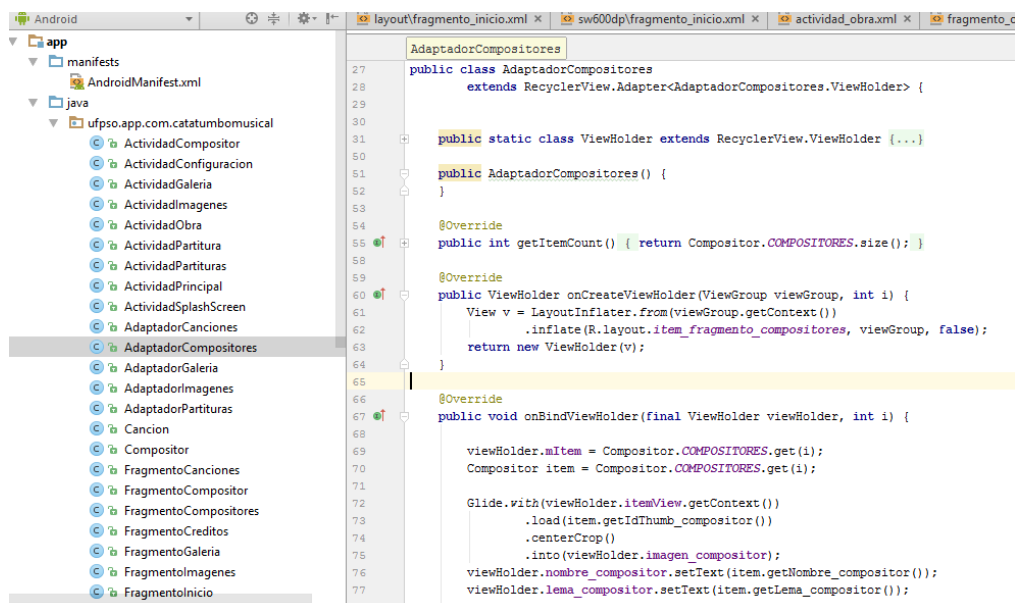 Android
layout\fragmento_inicio.xml × sw600dp\fragmento_inicio.xml × actividad_obra.xml × fragmento_c
app
manifests
AndroidManifest.xml
java
ufpso.app.com.catatumbomusical
ActividadCompositor
ActividadConfiguracion
ActividadGaleria
ActividadImagenes
ActividadObra
ActividadPartitura
ActividadPartituras
ActividadPrincipal
ActividadSplashScreen
AdaptadorCanciones
AdaptadorCompositores
AdaptadorGaleria
AdaptadorImagenes
AdaptadorPartituras
Cancion
Compositor
FragmentoCanciones
FragmentoCompositor
FragmentoCompositores
FragmentoCreditos
FragmentoGaleria
FragmentoImagenes
FragmentoInicio
AdaptadorCompositores
27 public class AdaptadorCompositores
28 extends RecyclerView.Adapter<AdaptadorCompositores.ViewHolder> {
29
30
31 public static class ViewHolder extends RecyclerView.ViewHolder {...}
50
51 public AdaptadorCompositores() {
52 }
53
54 @Override
55 public int getItemCount() { return Compositor.COMPOSITORES.size(); }
58
59 @Override
60 public ViewHolder onCreateViewHolder(ViewGroup viewGroup, int i) {
61 View v = LayoutInflater.from(viewGroup.getContext())
62 .inflate(R.layout.item_fragmento_compositores, viewGroup, false);
63 return new ViewHolder(v);
64 }
65
66 @Override
67 public void onBindViewHolder(final ViewHolder viewHolder, int i) {
68
69 viewHolder.mItem = Compositor.COMPOSITORES.get(i);
70 Compositor item = Compositor.COMPOSITORES.get(i);
71
72 Glide.with(viewHolder.itemView.getContext())
73 .load(item.getIdThumb_compositor())
74 .centerCrop()
75 .into(viewHolder.imagen_compositor);
76 viewHolder.nombre_compositor.setText(item.getNombre_compositor());
77 viewHolder.lema_compositor.setText(item.getLema_compositor());